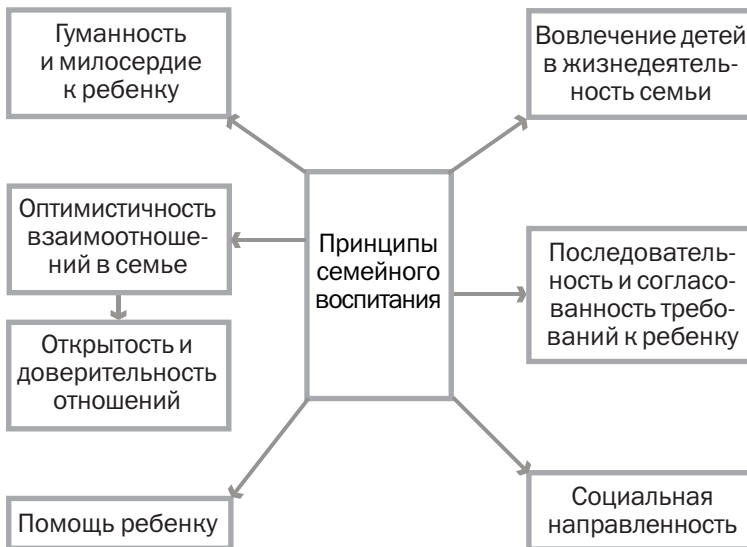 Гуманность
и милосердие
к ребенку
Вовлечение детей
в жизнедеятель-
ность семьи
Оптимистичность
взаимоотноше-
ний в семье
Принципы
семейного
воспитания
Последователь-
ность и согласо-
ванность требо-
ваний к ребенку
Открытость и
доверительность
отношений
Помощь ребенку
Социальная
направленность